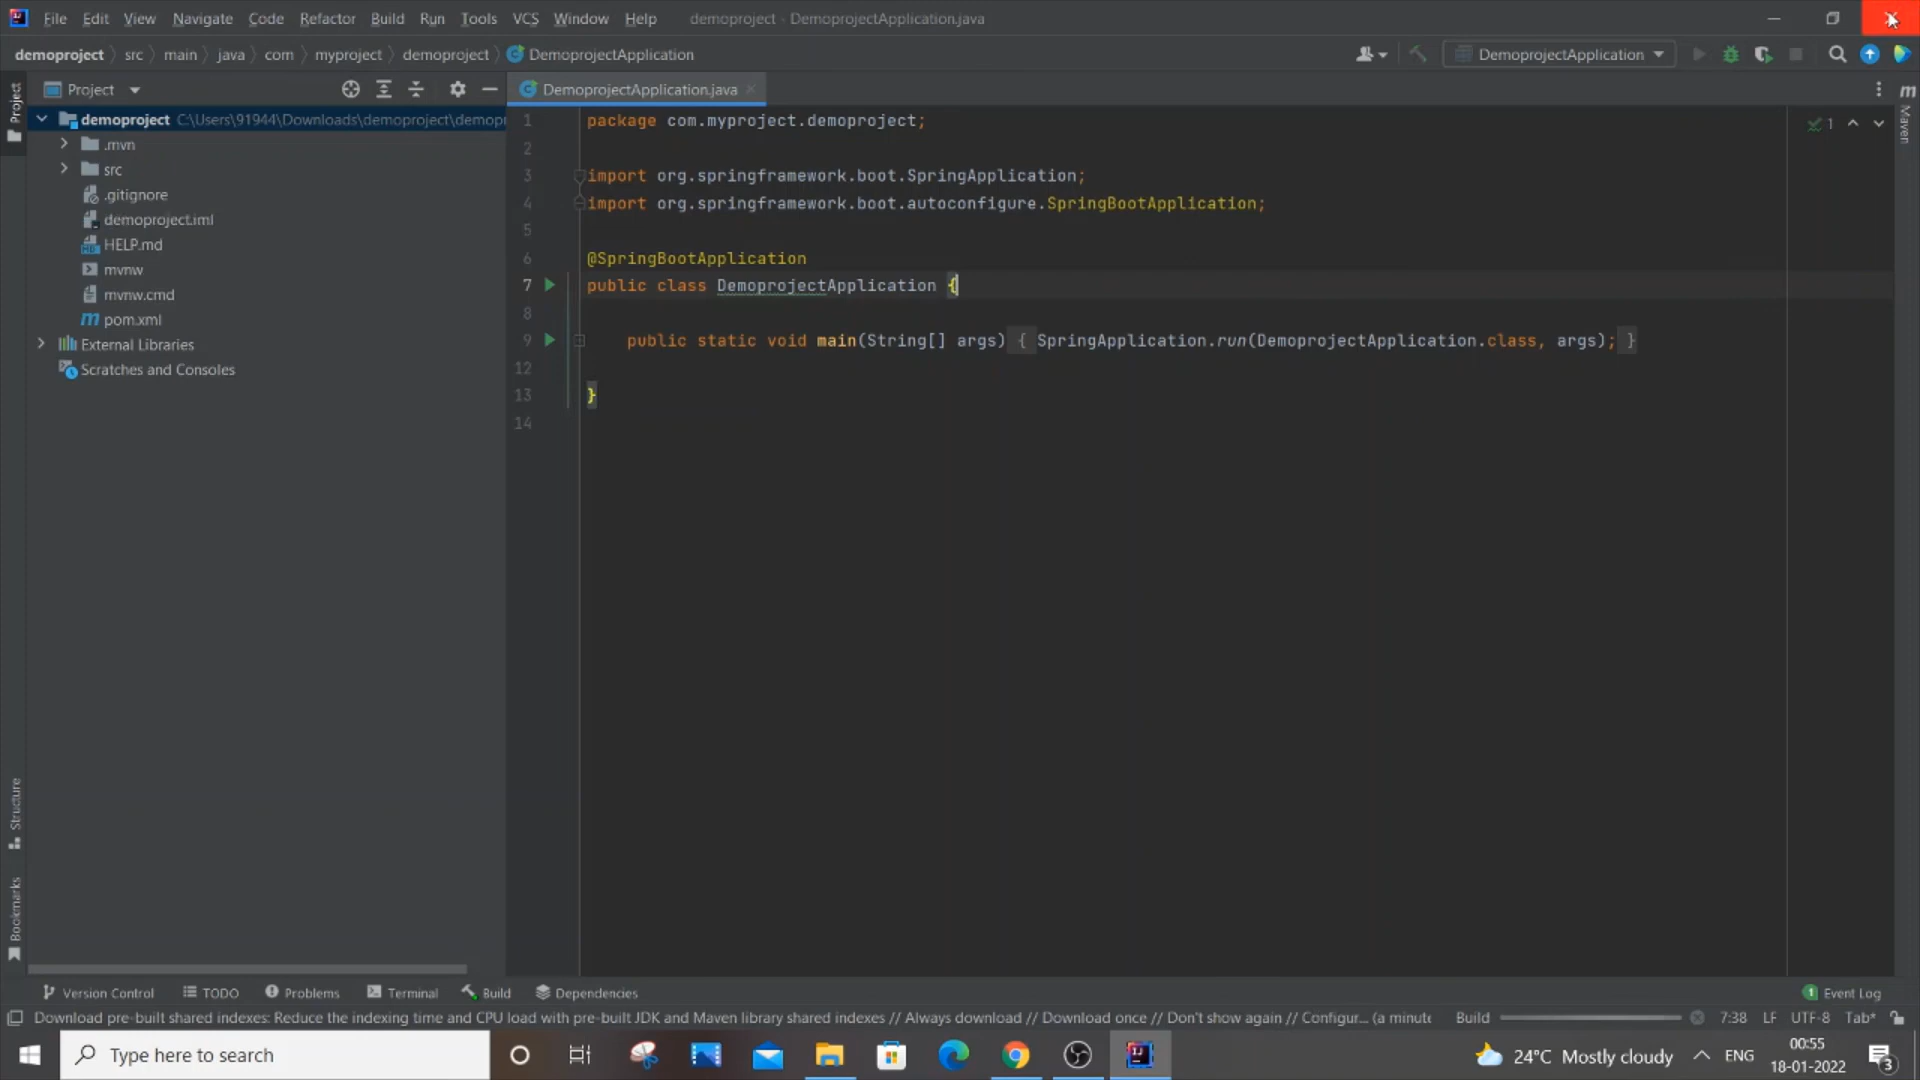 File Edit View Navigate Code Refactor Build Run Tools VCS Window Help demoproject - DemoprojectApplication.java
demoproject src main java com myproject demoproject DemoprojectApplication
DemoprojectApplication
Project
DemoprojectApplication.java
Project
Maven
demoproject C:\Users\91944\Downloads\demoproject\demopr
.mvn
src
.gitignore
demoproject.iml
HELP.md
mvnw
mvnw.cmd
pom.xml
External Libraries
Scratches and Consoles
1 package com.myproject.demoproject;
2
3 import org.springframework.boot.SpringApplication;
4 import org.springframework.boot.autoconfigure.SpringBootApplication;
5
6 @SpringBootApplication
7 public class DemoprojectApplication {
8
9 public static void main(String[] args) { SpringApplication.run(DemoprojectApplication.class, args); }
12
13 }
14
1
Structure
Bookmarks
Version Control TODO Problems Terminal Build Dependencies
1 Event Log
Download pre-built shared indexes: Reduce the indexing time and CPU load with pre-built JDK and Maven library shared indexes // Always download // Download once // Don't show again // Configur... (a minute
Build 7:38 LF UTF-8 Tab*
Type here to search
24°C Mostly cloudy ENG
00:55
18-01-2022
3